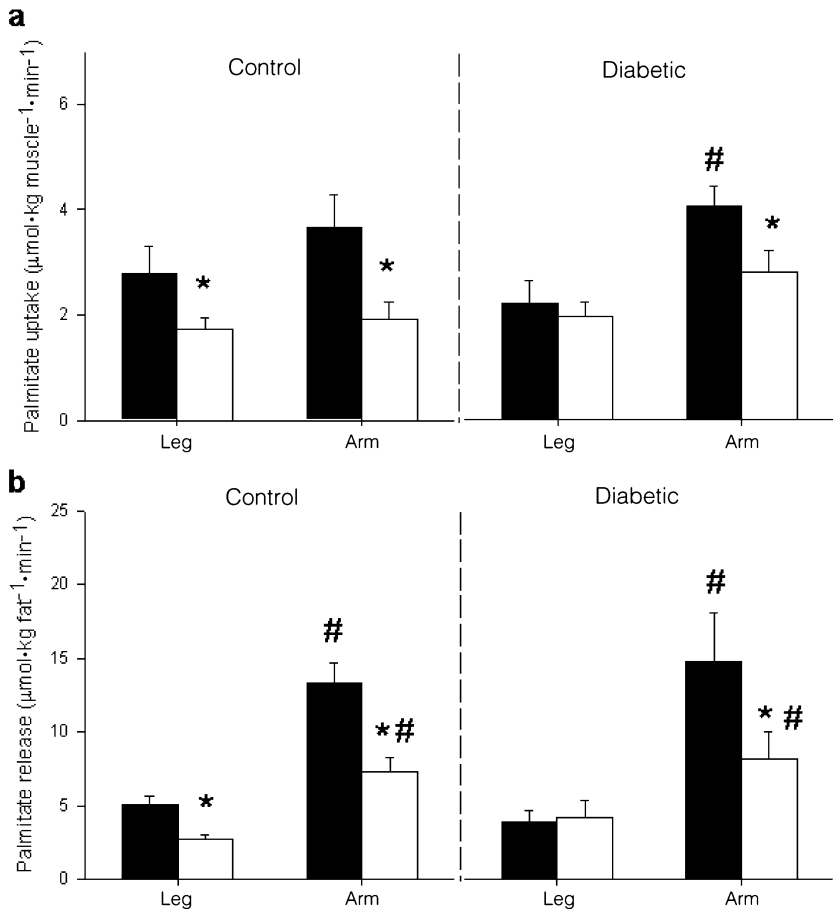 a
Control
Diabetic
Palmitate uptake (µmol·kg muscle⁻¹·min⁻¹)
6
4
2
0
#
*
*
*
Leg
Arm
Leg
Arm
b
Control
Diabetic
Palmitate release (µmol·kg fat⁻¹·min⁻¹)
25
20
15
10
5
0
#
#
*#
* #
*
Leg
Arm
Leg
Arm